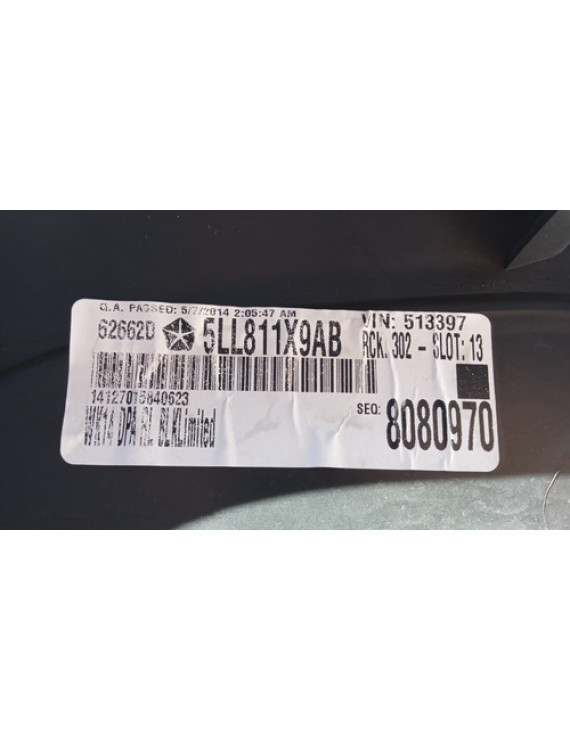 Q.A. PASSED: 5/7/2014 2:05:47 AM
62662D 5LL811X9AB
VIN: 513397
RCK: 302 - SLOT: 13
14127015840623
WK14 DPA RL BLKLimited
SEQ: 8080970